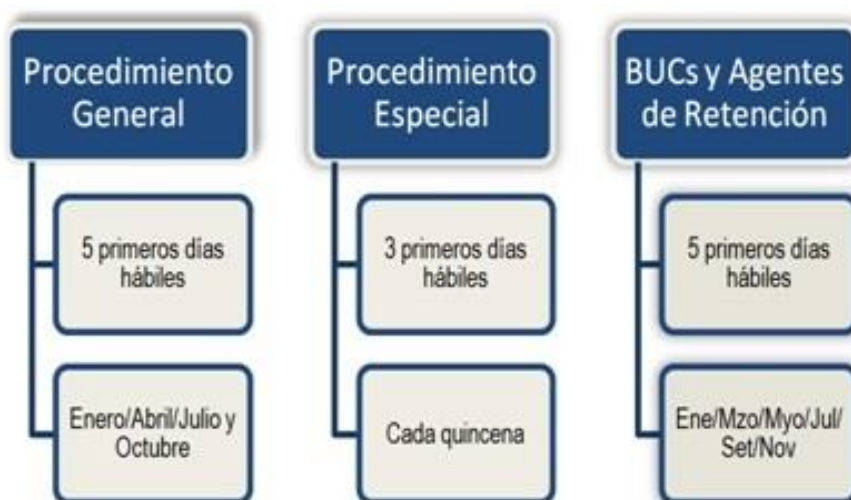 Procedimiento
General
5 primeros días
hábiles
Enero/Abril/Julio y
Octubre
Procedimiento
Especial
3 primeros días
hábiles
Cada quincena
BUCs y Agentes
de Retención
5 primeros días
hábiles
Ene/Mzo/Myo/Jul/
Set/Nov